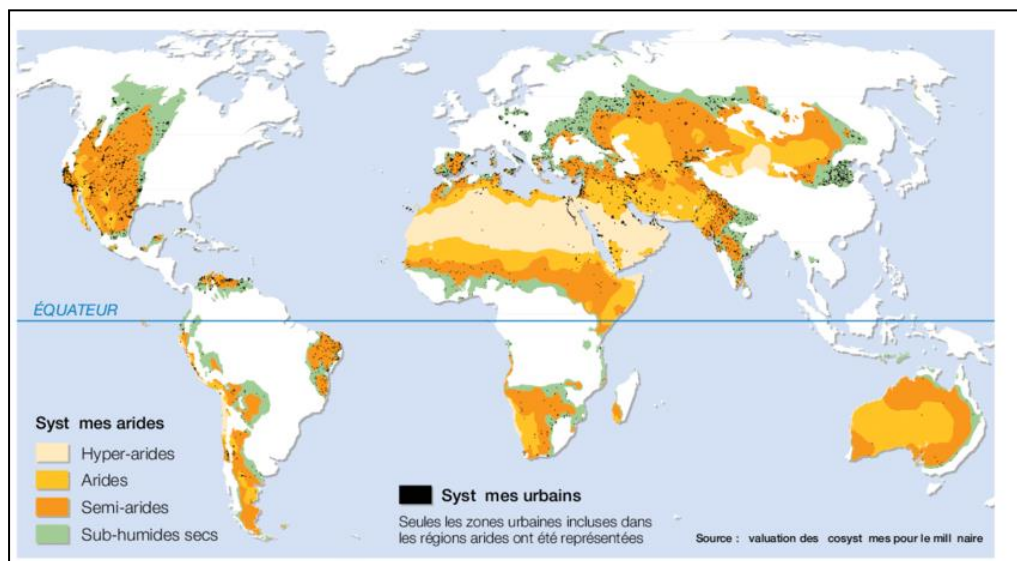 ÉQUATEUR
Syst mes arides
Hyper-arides
Arides
Semi-arides
Sub-humides secs
Syst mes urbains
Seules les zones urbaines incluses dans
les régions arides ont été représentées
Source : valuation des cosyst mes pour le mill naire